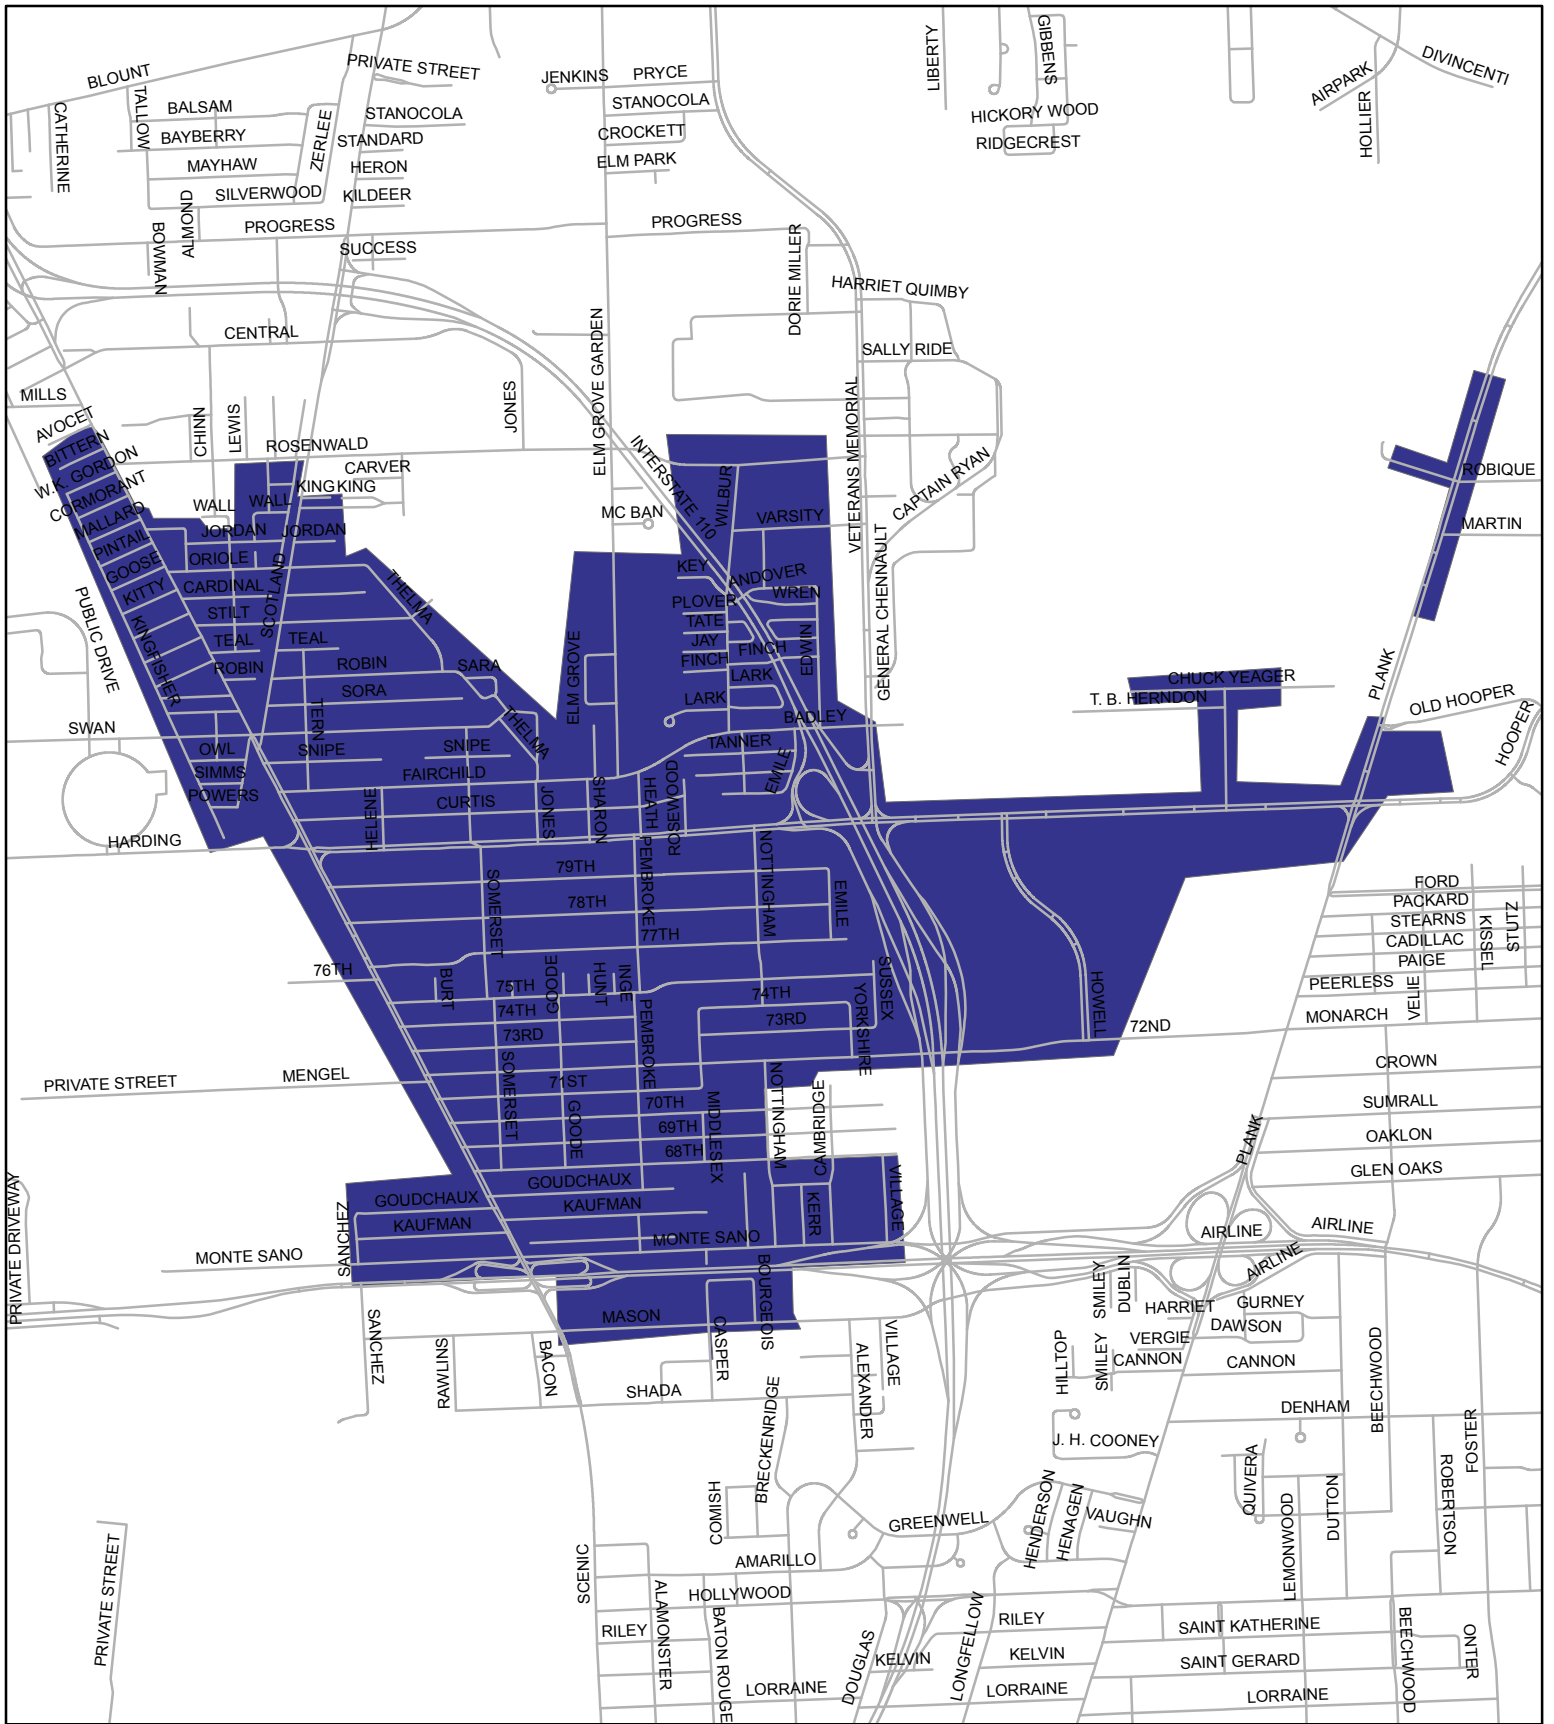 BLOUNT
PRIVATE STREET
JENKINS
PRYCE
LIBERTY
GIBBENS
DIVINCENTI
AIRPARK
HOLLIER
CATHERINE
TALLOW
BALSAM
BAYBERRY
MAYHAW
SILVERWOOD
ZERLEE
STANOCOLA
STANDARD
HERON
KILDEER
STANOCOLA
CROCKETT
ELM PARK
HICKORY WOOD
RIDGECREST
ALMOND
BOWMAN
PROGRESS
SUCCESS
PROGRESS
DORIE MILLER
HARRIET QUIMBY
CENTRAL
ELM GROVE GARDEN
SALLY RIDE
MILLS
AVOCET
BITTERN
W.K. GORDON
CORMORANT
MALLARD
PINTAIL
GOOSE
KITTY
KINGFISHER
CHINN
LEWIS
ROSENWALD
JONES
CARVER
KING
KING
WALL
WALL
JORDAN
JORDAN
MC BAN
INTERSTATE 110
WILBUR
VARSITY
VETERANS MEMORIAL
CAPTAIN RYAN
GENERAL CHENNAULT
ROBIQUE
MARTIN
ORIOLE
CARDINAL
STILT
TEAL
TEAL
ROBIN
ROBIN
SCOTLAND
THELMA
SARA
SORA
TERN
THELMA
KEY
ANDOVER
WREN
PLOVER
TATE
JAY
FINCH
FINCH
LARK
LARK
EDWIN
ELM GROVE
BADLEY
PUBLIC DRIVE
SWAN
OWL
SIMMS
POWERS
SNIPE
SNIPE
FAIRCHILD
CURTIS
HELENE
JONES
SHARON
HEATH
ROSEWOOD
TANNER
EMILE
HARDING
CHUCK YEAGER
T. B. HERNDON
PLANK
OLD HOOPER
HOOPER
79TH
78TH
77TH
76TH
75TH
74TH
73RD
74TH
73RD
72ND
71ST
70TH
69TH
68TH
SOMERSET
SOMERSET
PEMBROKE
PEMBROKE
NOTTINGHAM
NOTTINGHAM
EMILE
BURT
GOODE
GOODE
HUNT
INGE
SUSSEX
YORKSHIRE
HOWELL
MIDDLESEX
CAMBRIDGE
FORD
PACKARD
STEARNS
CADILLAC
PAIGE
PEERLESS
MONARCH
VELIE
KISSEL
STUTZ
CROWN
SUMRALL
OAKLON
GLEN OAKS
PRIVATE STREET
MENGEL
PRIVATE DRIVEWAY
GOUDCHAUX
GOUDCHAUX
KAUFMAN
KAUFMAN
SANCHEZ
MONTE SANO
MONTE SANO
KERR
VILLAGE
BOURGEOIS
MASON
CASPER
PLANK
AIRLINE
AIRLINE
AIRLINE
SMILEY
DUBLIN
HARRIET
GURNEY
DAWSON
VERGIE
CANNON
CANNON
HILLTOP
SMILEY
SANCHEZ
RAWLINS
BACON
SHADA
ALEXANDER
VILLAGE
BRECKENRIDGE
DENHAM
BEECHWOOD
J. H. COONEY
QUIVERA
FOSTER
ROBERTSON
DUTTON
LEMONWOOD
COMISH
GREENWELL
HENDERSON
HENAGEN
VAUGHN
SCENIC
AMARILLO
HOLLYWOOD
RILEY
ALAMONSTER
BATON ROUGE
LORRAINE
DOUGLAS
KELVIN
LONGFELLOW
RILEY
KELVIN
LORRAINE
SAINT KATHERINE
SAINT GERARD
LORRAINE
BEECHWOOD
ONTER
PRIVATE STREET